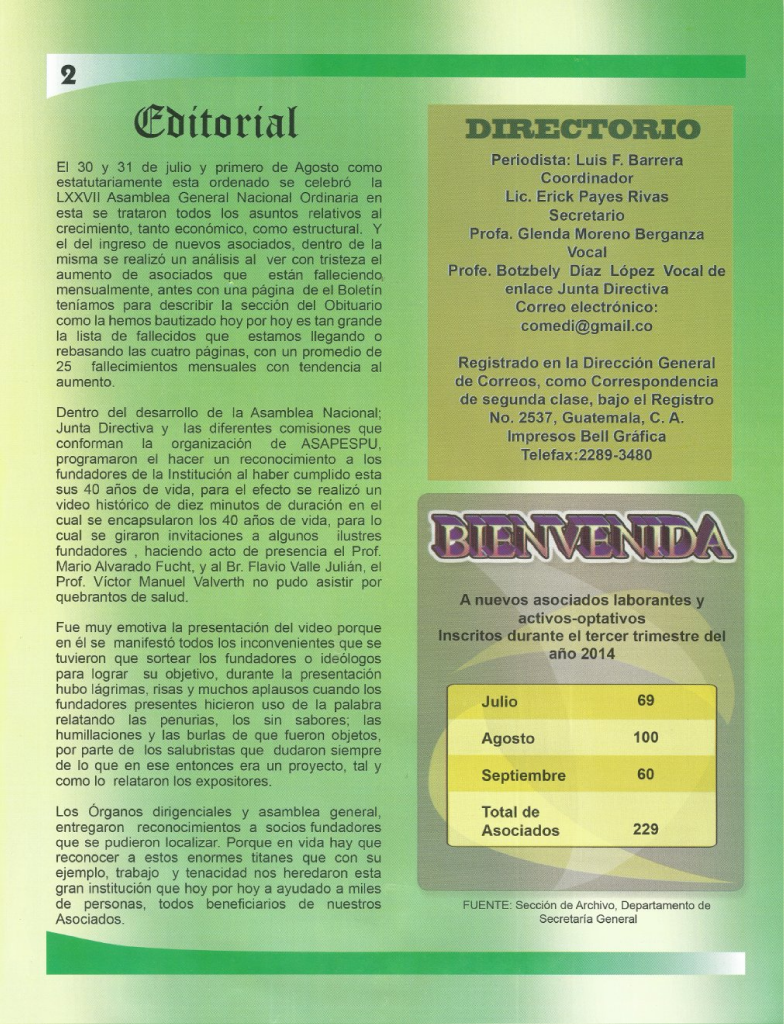 2
Editorial
El 30 y 31 de julio y primero de Agosto como
estatutariamente esta ordenado se celebró la
LXXVII Asamblea General Nacional Ordinaria en
esta se trataron todos los asuntos relativos al
crecimiento, tanto económico, como estructural. Y
el del ingreso de nuevos asociados, dentro de la
misma se realizó un análisis al ver con tristeza el
aumento de asociados que están falleciendo
mensualmente, antes con una página de el Boletín
teníamos para describir la sección del Obituario
como la hemos bautizado hoy por hoy es tan grande
la lista de fallecidos que estamos llegando o
rebasando las cuatro páginas, con un promedio de
25 fallecimientos mensuales con tendencia al
aumento.
Dentro del desarrollo de la Asamblea Nacional;
Junta Directiva y las diferentes comisiones que
conforman la organización de ASAPESPU,
programaron el hacer un reconocimiento a los
fundadores de la Institución al haber cumplido esta
sus 40 años de vida, para el efecto se realizó un
video histórico de diez minutos de duración en el
cual se encapsularon los 40 años de vida, para lo
cual se giraron invitaciones a algunos ilustres
fundadores , haciendo acto de presencia el Prof.
Mario Alvarado Fucht, y al Br. Flavio Valle Julián, el
Prof. Víctor Manuel Valverth no pudo asistir por
quebrantos de salud.
Fue muy emotiva la presentación del video porque
en él se manifestó todos los inconvenientes que se
tuvieron que sortear los fundadores o ideólogos
para lograr su objetivo, durante la presentación
hubo lágrimas, risas y muchos aplausos cuando los
fundadores presentes hicieron uso de la palabra
relatando las penurias, los sin sabores; las
humillaciones y las burlas de que fueron objetos,
por parte de los salubristas que dudaron siempre
de lo que en ese entonces era un proyecto, tal y
como lo relataron los expositores.
Los Órganos dirigenciales y asamblea general,
entregaron reconocimientos a socios fundadores
que se pudieron localizar. Porque en vida hay que
reconocer a estos enormes titanes que con su
ejemplo, trabajo y tenacidad nos heredaron esta
gran institución que hoy por hoy a ayudado a miles
de personas, todos beneficiarios de nuestros
Asociados.
DIRECTORIO
Periodista: Luis F. Barrera
Coordinador
Lic. Erick Payes Rivas
Secretario
Profa. Glenda Moreno Berganza
Vocal
Profe. Botzbely Díaz López Vocal de
enlace Junta Directiva
Correo electrónico:
comedi@gmail.co
Registrado en la Dirección General
de Correos, como Correspondencia
de segunda clase, bajo el Registro
No. 2537, Guatemala, C. A.
Impresos Bell Gráfica
Telefax:2289-3480
BIENVENIDA
A nuevos asociados laborantes y
activos-optativos
Inscritos durante el tercer trimestre del
año 2014
Julio 69
Agosto 100
Septiembre 60
Total de
Asociados 229
FUENTE: Sección de Archivo, Departamento de
Secretaría General